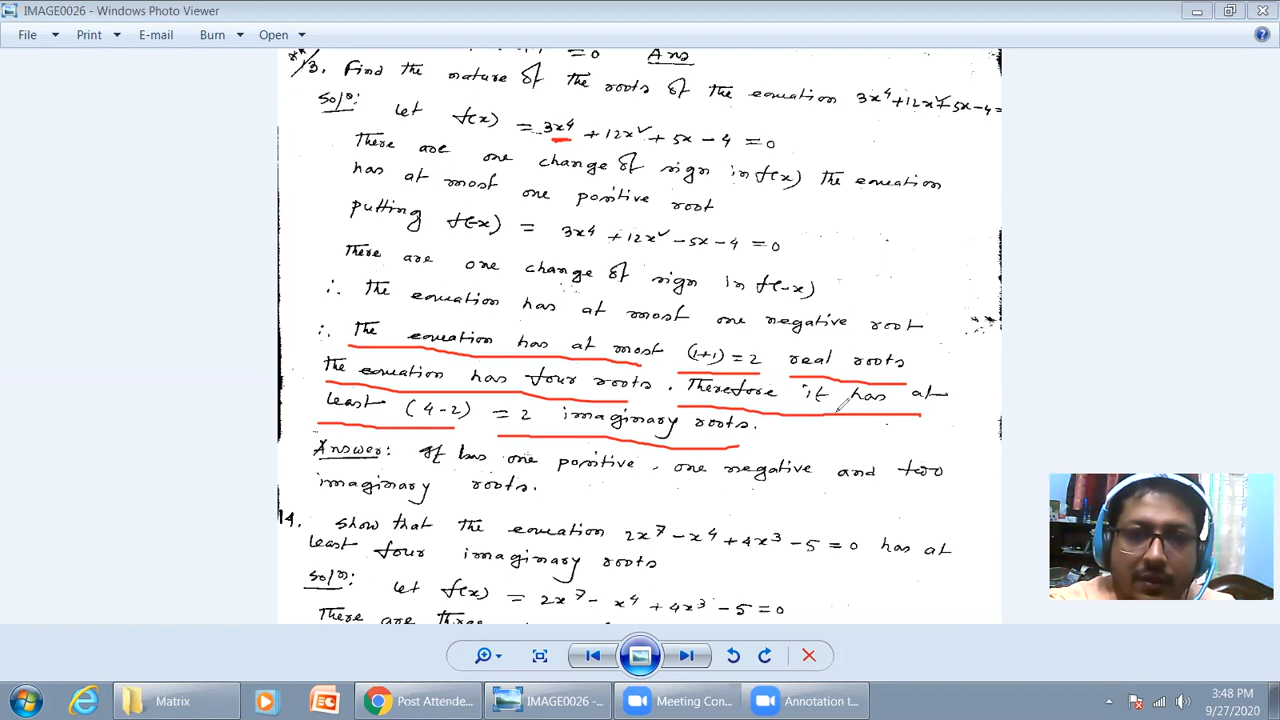 IMAGE0026 - Windows Photo Viewer
File Print E-mail Burn Open
= 0 Ans
13. Find the nature of the roots of the equation 3x⁴+12x²+5x-4=
Solⁿ: Let f(x) = 3x⁴ + 12x² + 5x - 4 = 0
There are one change of sign in f(x) the equation
has at most one positive root
putting f(-x) = 3x⁴ + 12x² - 5x - 4 = 0
There are one change of sign in f(-x)
∴ The equation has at most one negative root
∴ The equation has at most (1+1) = 2 real roots
The equation has four roots. Therefore it has at
least (4-2) = 2 imaginary roots.
Answer: It has one positive, one negative and two
imaginary roots.
14. Show that the equation 2x⁷ - x⁴ + 4x³ - 5 = 0 has at
least four imaginary roots
Solⁿ: Let f(x) = 2x⁷ - x⁴ + 4x³ - 5 = 0
There are three
Matrix
Post Attende...
IMAGE0026 -...
Meeting Con...
Annotation t...
3:48 PM
9/27/2020